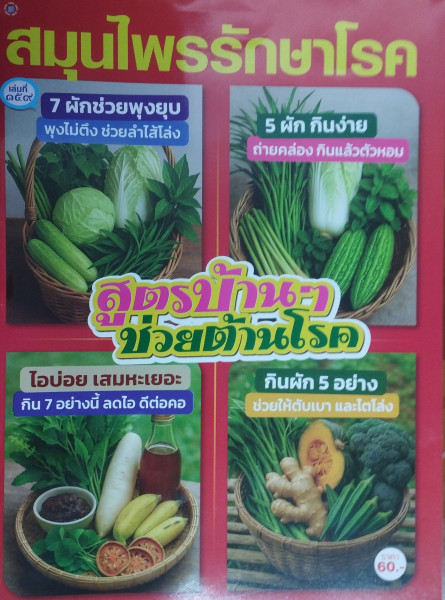 สมุนไพรรักษาโรค
เล่มที่
๑๕๙
7 ผักช่วยพุงยุบ
พุงไม่ตึง ช่วยลำไส้โล่ง
5 ผัก กินง่าย
ถ่ายคล่อง กินแล้วตัวหอม
สูตรบ้านๆ
ช่วยต้านโรค
ไอบ่อย เสมหะเยอะ
กิน 7 อย่างนี้ ลดไอ ดีต่อคอ
กินผัก 5 อย่าง
ช่วยให้ตับเบา และไตโล่ง
ราคา
60.-